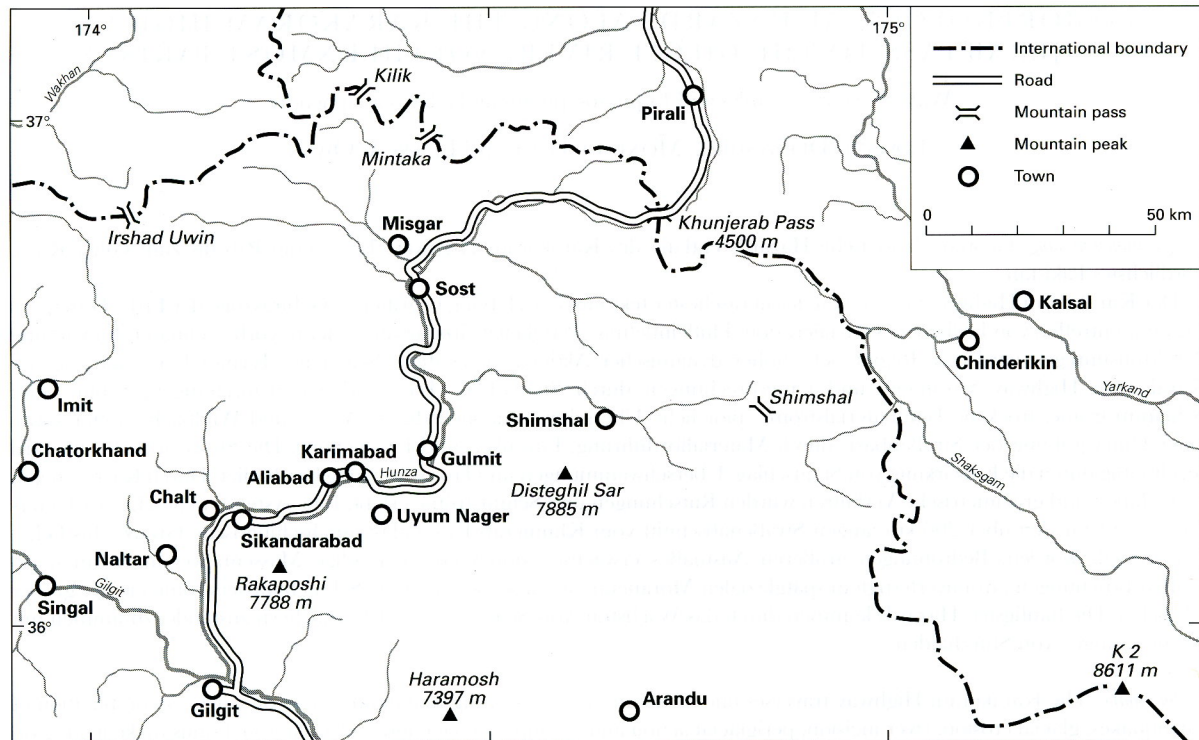 174°
175°
International boundary
Road
Mountain pass
Mountain peak
Town
0
50 km
Wakhan
Kilik
37°
Pirali
Mintaka
Irshad Uwin
Misgar
Khunjerab Pass
4500 m
Sost
Kalsal
Chinderikin
Yarkand
Imit
Shimshal
Shimshal
Chatorkhand
Karimabad
Gulmit
Aliabad
Hunza
Shaksgam
Disteghil Sar
7885 m
Chalt
Uyum Nager
Sikandarabad
Naltar
Rakaposhi
7788 m
Gilgit
Singal
36°
K 2
8611 m
Haramosh
7397 m
Arandu
Gilgit